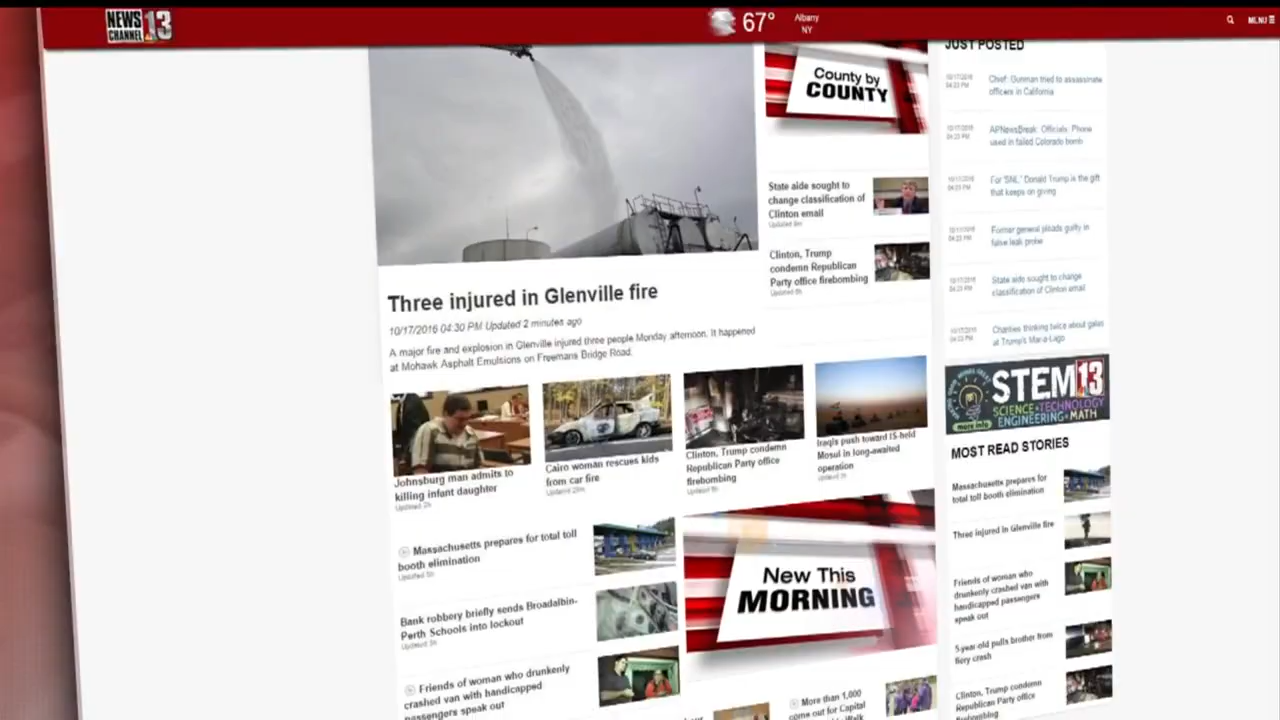 NEWS
CHANNEL 13
67°
Albany
NY
MENU
County by
COUNTY
State aide sought to
change classification of
Clinton email
Clinton, Trump
condemn Republican
Party office firebombing
Three injured in Glenville fire
10/17/2016 04:30 PM Updated 2 minutes ago
A major fire and explosion in Glenville injured three people Monday afternoon. It happened
at Mohawk Asphalt Emulsions on Freemans Bridge Road.
Johnsburg man admits to
killing infant daughter
Cairo woman rescues kids
from car fire
Clinton, Trump condemn
Republican Party office
firebombing
Iraqis push toward IS-held
Mosul in long-awaited
operation
Massachusetts prepares for total toll
booth elimination
Bank robbery briefly sends Broadalbin-
Perth Schools into lockout
Friends of woman who drunkenly
crashed van with handicapped
passengers speak out
New This
MORNING
More than 1,000
come out for Capital
JUST POSTED
Chief: Gunman tried to assassinate
officers in California
APNewsBreak: Officials: Phone
used in failed Colorado bomb
For 'SNL,' Donald Trump is the gift
that keeps on giving
Former general pleads guilty in
false leak probe
State aide sought to change
classification of Clinton email
Charities thinking twice about galas
at Trump's Mar-a-Lago
STEM13
SCIENCE•TECHNOLOGY
ENGINEERING•MATH
more info
MOST READ STORIES
Massachusetts prepares for
total toll booth elimination
Three injured in Glenville fire
Friends of woman who
drunkenly crashed van with
handicapped passengers
speak out
5-year-old pulls brother from
fiery crash
Clinton, Trump condemn
Republican Party office
firebombing